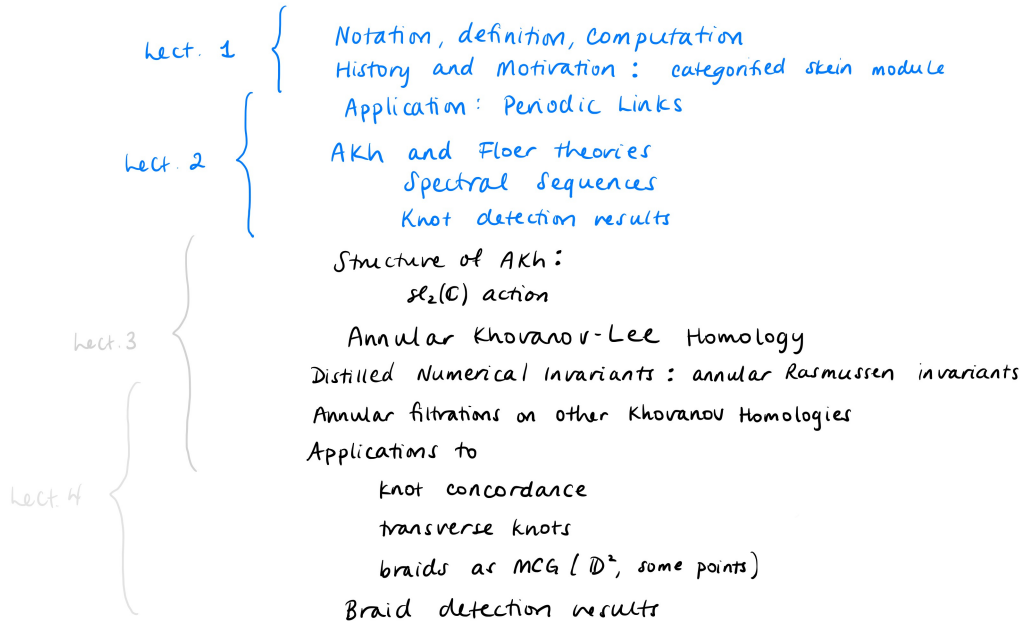 Lect. 1
Notation, definition, computation
History and Motivation: categorified skein module
Application: Periodic Links
Lect. 2
AKh and Floer theories
Spectral Sequences
Knot detection results
Structure of AKh:
sl₂(ℂ) action
Lect. 3
Annular Khovanov-Lee Homology
Distilled Numerical Invariants: annular Rasmussen invariants
Annular filtrations on other Khovanov Homologies
Applications to
Lect. 4
knot concordance
transverse knots
braids as MCG(𝔻², some points)
Braid detection results